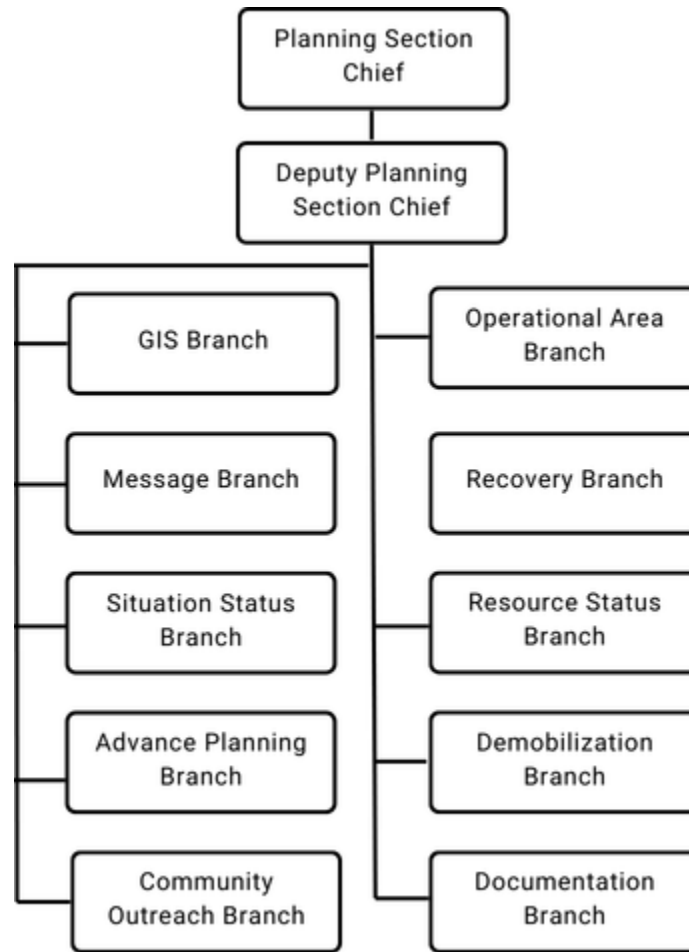 Planning Section
Chief
Deputy Planning
Section Chief
GIS Branch
Operational Area
Branch
Message Branch
Recovery Branch
Situation Status
Branch
Resource Status
Branch
Advance Planning
Branch
Demobilization
Branch
Community
Outreach Branch
Documentation
Branch